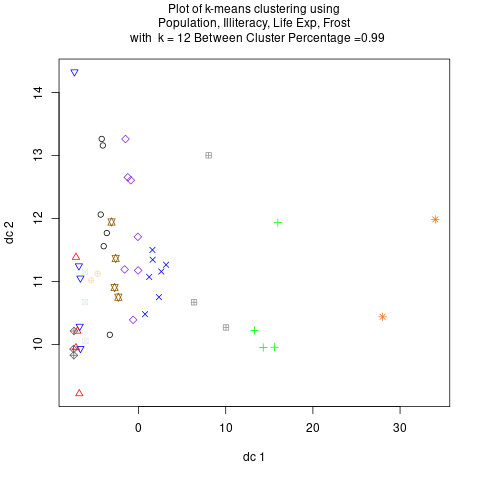 Plot of k-means clustering using
Population, Illiteracy, Life Exp, Frost
with k = 12 Between Cluster Percentage =0.99
14
13
12
11
10
dc 2
0
10
20
30
dc 1